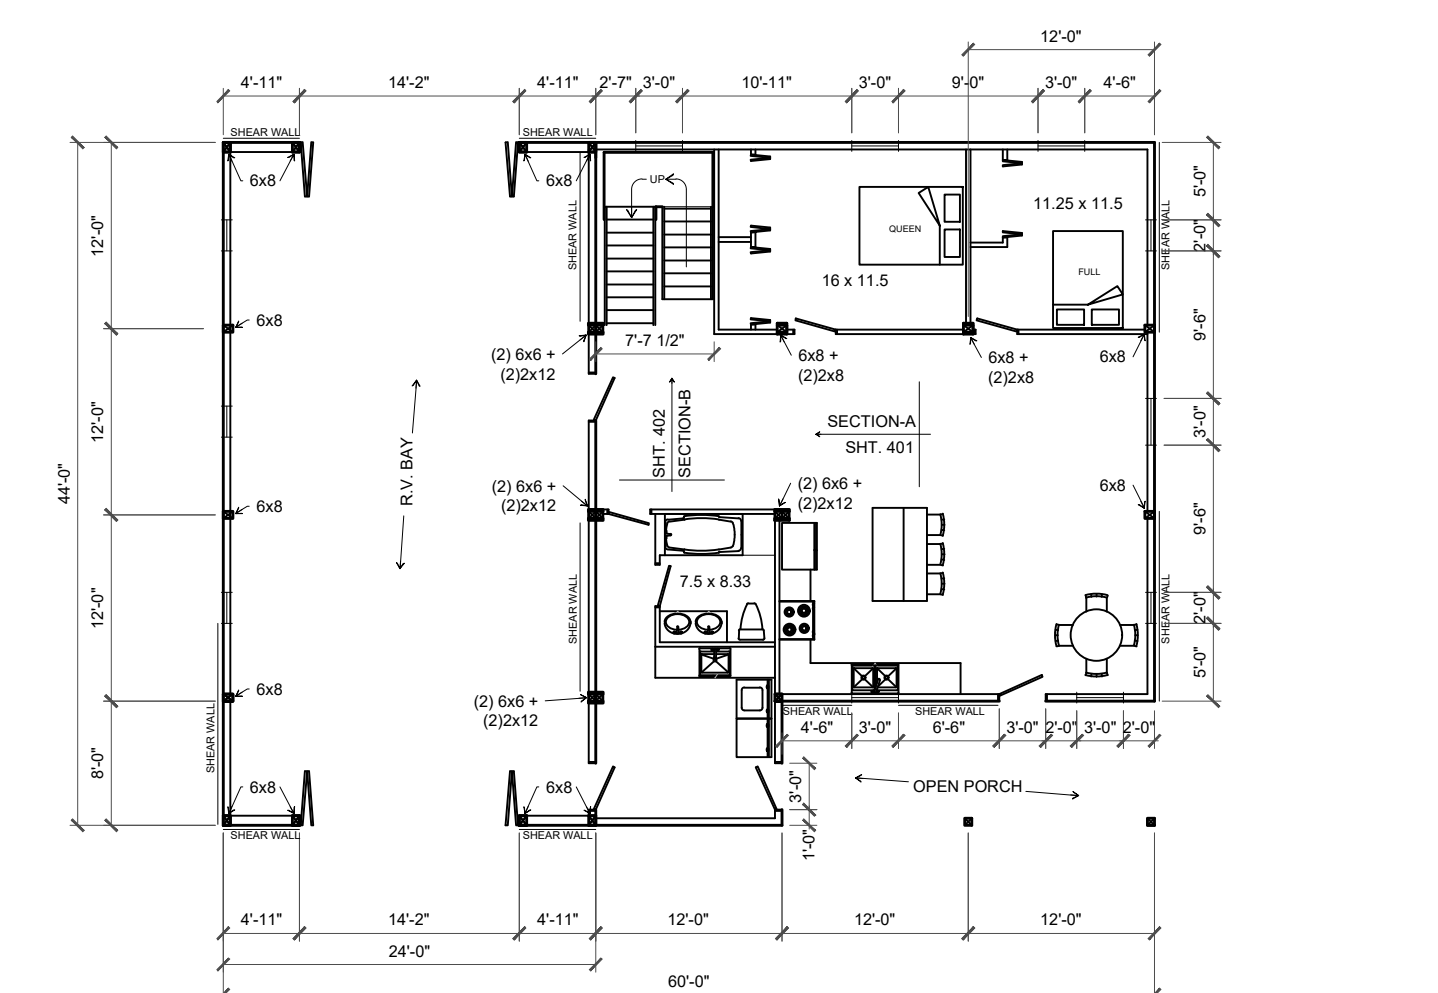 12'-0"
4'-11"
14'-2"
4'-11"
2'-7"
3'-0"
10'-11"
3'-0"
9'-0"
3'-0"
4'-6"
SHEAR WALL
SHEAR WALL
6x8
6x8
UP
5'-0"
11.25 x 11.5
QUEEN
SHEAR WALL
SHEAR WALL
2'-0"
12'-0"
FULL
16 x 11.5
6x8
9'-6"
7'-7 1/2"
(2) 6x6 +
(2)2x12
6x8 +
(2)2x8
6x8 +
(2)2x8
6x8
12'-0"
SECTION-A
SHT. 401
SHT. 402
SECTION-B
3'-0"
R.V. BAY
44'-0"
(2) 6x6 +
(2)2x12
(2) 6x6 +
(2)2x12
6x8
6x8
9'-6"
7.5 x 8.33
12'-0"
SHEAR WALL
SHEAR WALL
2'-0"
5'-0"
6x8
(2) 6x6 +
(2)2x12
SHEAR WALL
SHEAR WALL
SHEAR WALL
4'-6"
3'-0"
6'-6"
3'-0"
2'-0"
3'-0"
2'-0"
8'-0"
3'-0"
OPEN PORCH
6x8
6x8
SHEAR WALL
SHEAR WALL
1'-0"
4'-11"
14'-2"
4'-11"
12'-0"
12'-0"
12'-0"
24'-0"
60'-0"